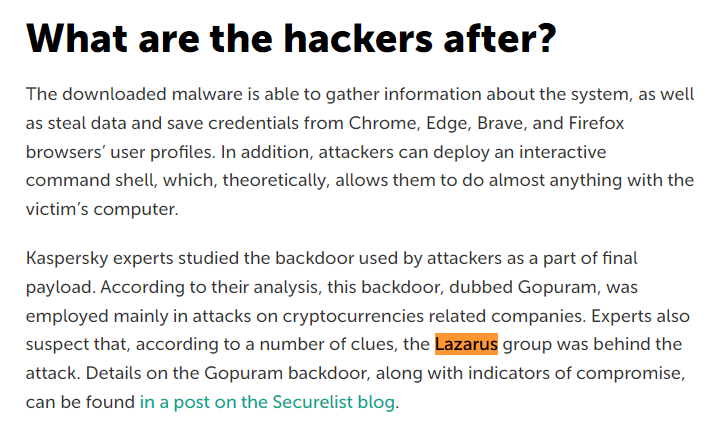 What are the hackers after?
The downloaded malware is able to gather information about the system, as well
as steal data and save credentials from Chrome, Edge, Brave, and Firefox
browsers’ user profiles. In addition, attackers can deploy an interactive
command shell, which, theoretically, allows them to do almost anything with the
victim’s computer.
Kaspersky experts studied the backdoor used by attackers as a part of final
payload. According to their analysis, this backdoor, dubbed Gopuram, was
employed mainly in attacks on cryptocurrencies related companies. Experts also
suspect that, according to a number of clues, the Lazarus group was behind the
attack. Details on the Gopuram backdoor, along with indicators of compromise,
can be found in a post on the Securelist blog.